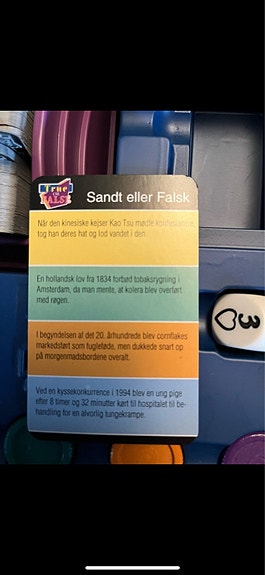 True
OR
FALSE
Sandt eller Falsk
Når den kinesiske kejser Kao Tsu mødte konfusianere,
tog han deres hat og lod vandet i den.
En hollandsk lov fra 1834 forbød tobaksrygning i
Amsterdam, da man mente, at kolera blev overført
med røgen.
I begyndelsen af det 20. århundrede blev cornflakes
markedsført som fugleføde, men dukkede snart op
på morgenmadsbordene overalt.
Ved en kyssekonkurrence i 1994 blev en ung pige
efter 8 timer og 32 minutter kørt til hospitalet til be-
handling for en alvorlig tungekrampe.
3